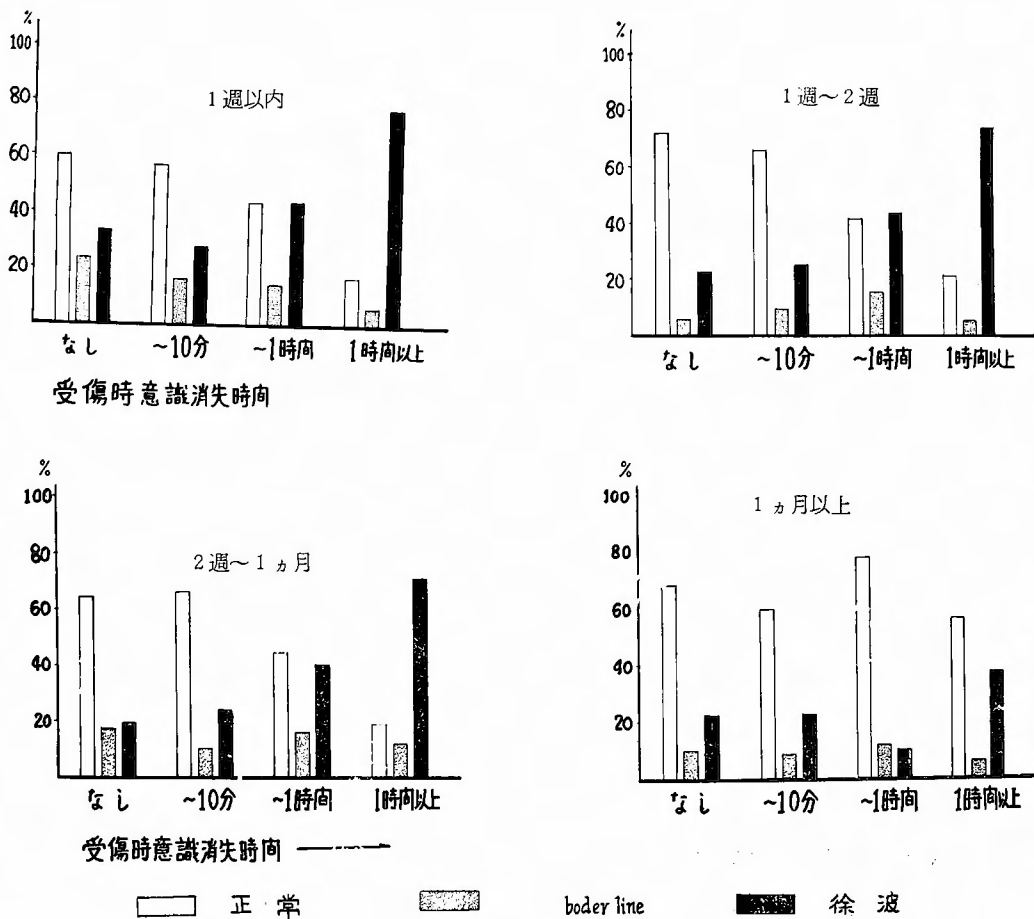 %
100
80
60
40
20
1週以内
なし ~10分 ~1時間 1時間以上
受傷時意識消失時間
%
100
80
60
40
20
1週～2週
なし ~10分 ~1時間 1時間以上
%
100
80
60
40
20
2週～1ヵ月
なし ~10分 ~1時間 1時間以上
受傷時意識消失時間
%
100
80
60
40
20
1ヵ月以上
なし ~10分 ~1時間 1時間以上
正常 boder line 徐波